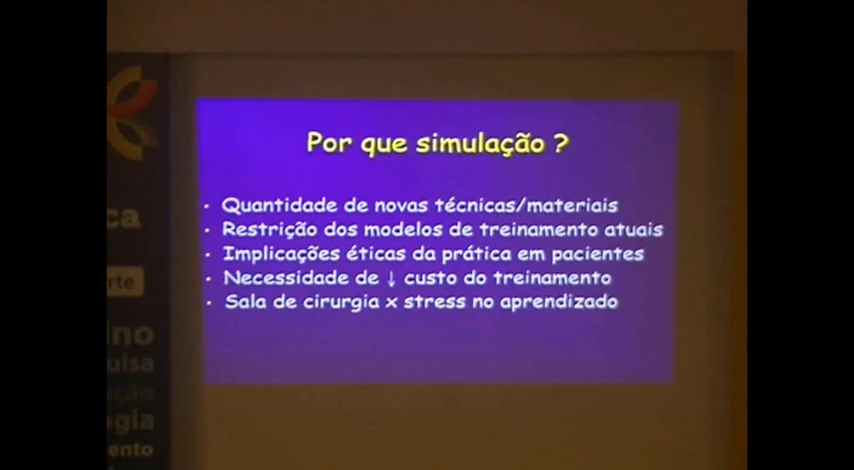 Por que simulação ?
• Quantidade de novas técnicas/materiais
• Restrição dos modelos de treinamento atuais
• Implicações éticas da prática em pacientes
• Necessidade de ↓ custo do treinamento
• Sala de cirurgia x stress no aprendizado
ca
rte
ino
uisa
ção
gia
ento